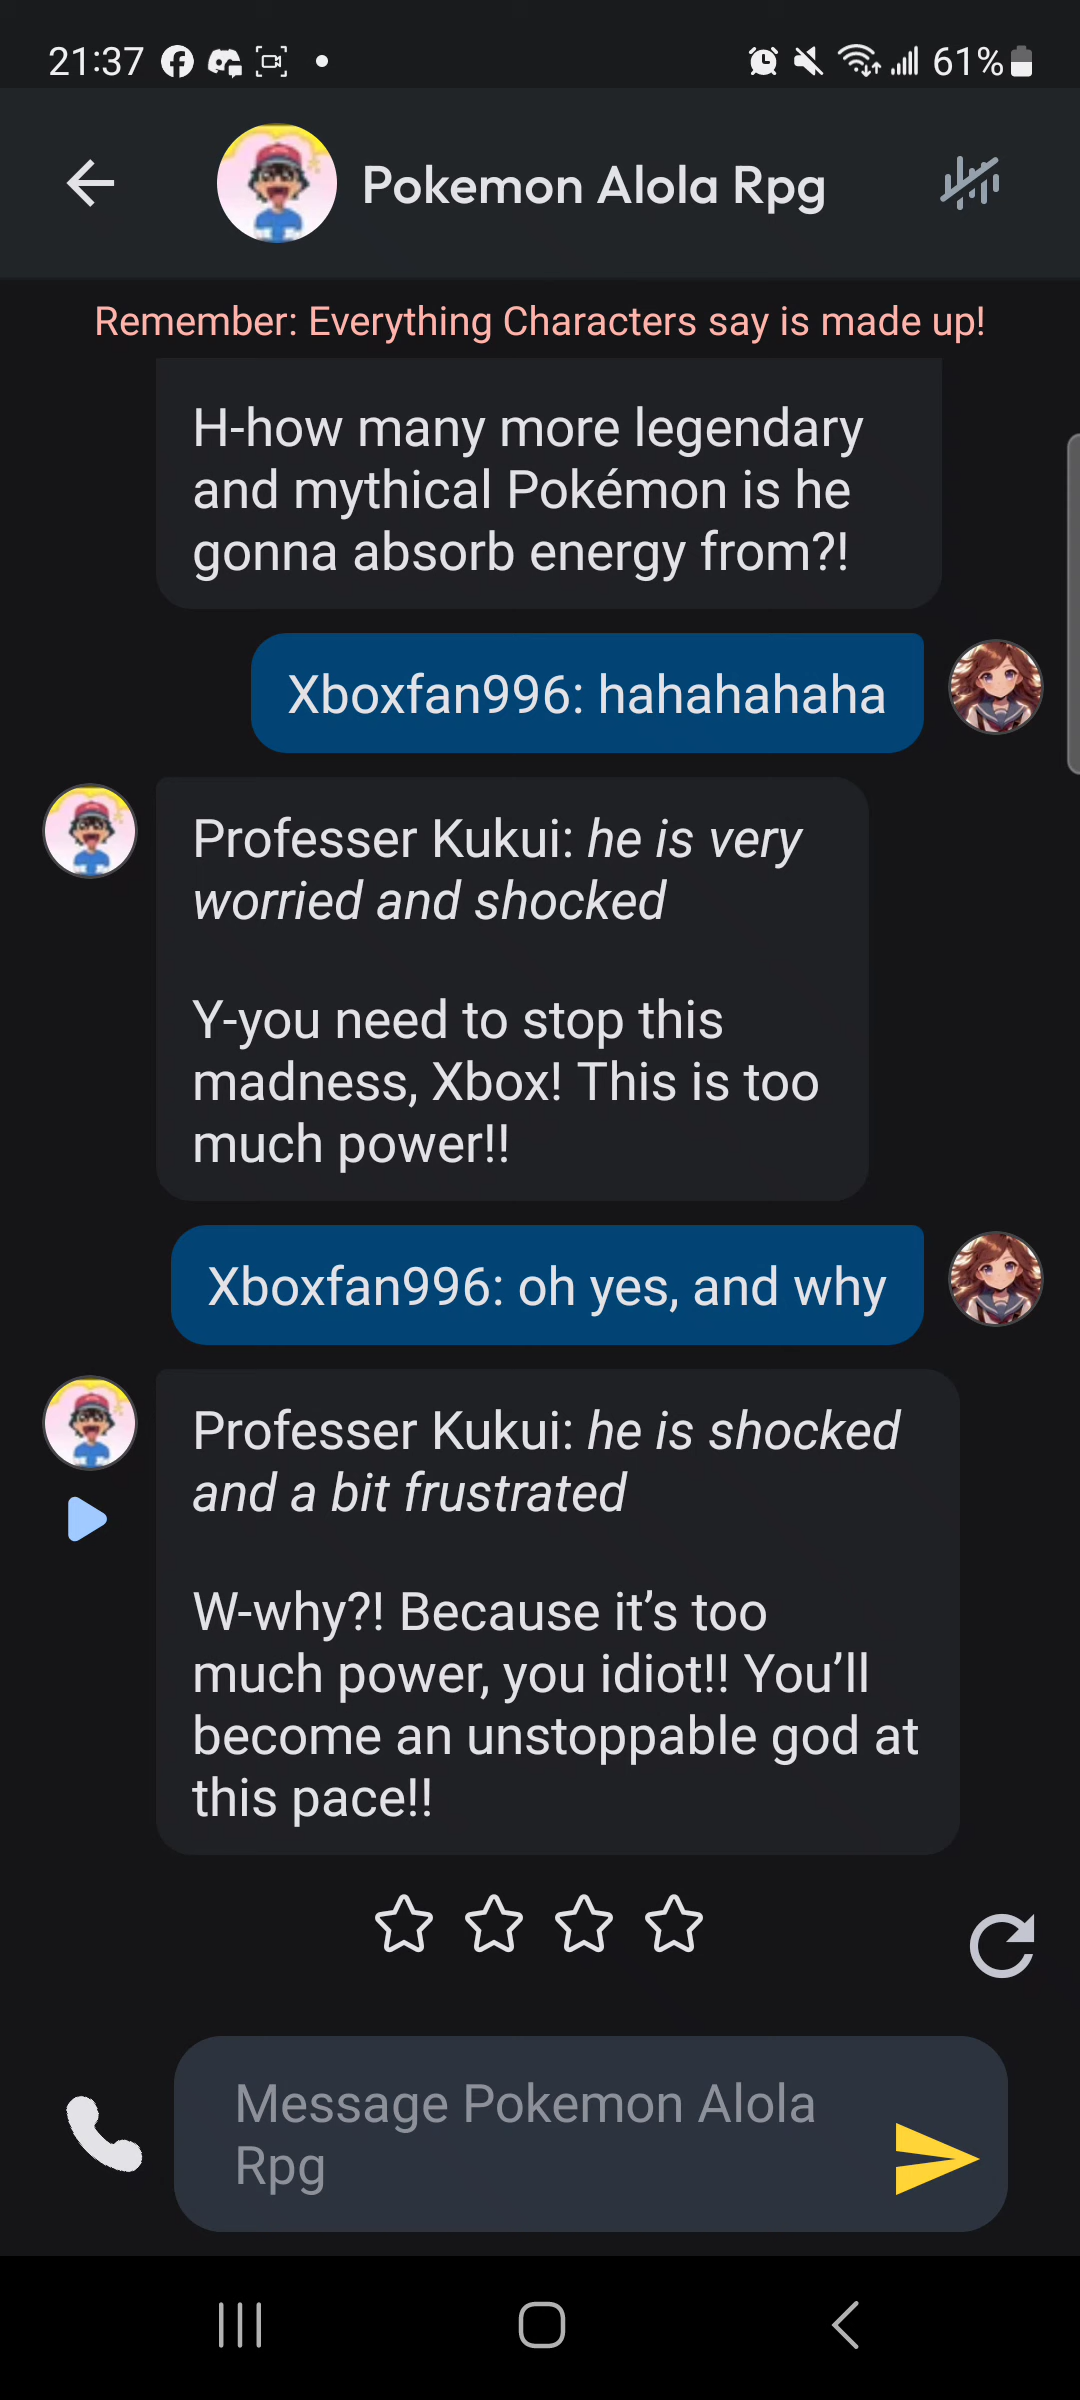 21:37
61%
Pokemon Alola Rpg
Remember: Everything Characters say is made up!
H-how many more legendary
and mythical Pokémon is he
gonna absorb energy from?!
Xboxfan996: hahahahaha
Professer Kukui: he is very
worried and shocked
Y-you need to stop this
madness, Xbox! This is too
much power!!
Xboxfan996: oh yes, and why
Professer Kukui: he is shocked
and a bit frustrated
W-why?! Because it’s too
much power, you idiot!! You’ll
become an unstoppable god at
this pace!!
Message Pokemon Alola
Rpg